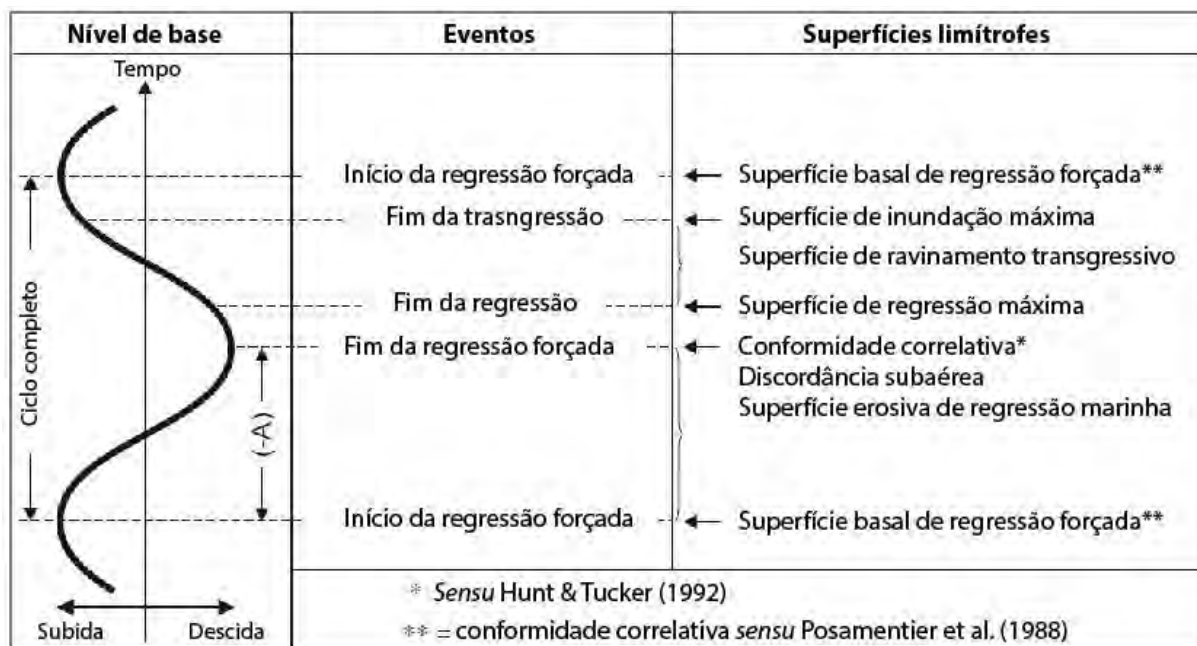 Nível de base Eventos Superfícies limítrofes
Tempo
Início da regressão forçada Superfície basal de regressão forçada**
Fim da trasngressão Superfície de inundação máxima
Superfície de ravinamento transgressivo
Fim da regressão Superfície de regressão máxima
Fim da regressão forçada Conformidade correlativa*
Discordância subaérea
Superfície erosiva de regressão marinha
Ciclo completo
(-A)
Início da regressão forçada Superfície basal de regressão forçada**
Subida Descida
* Sensu Hunt & Tucker (1992)
** = conformidade correlativa sensu Posamentier et al. (1988)